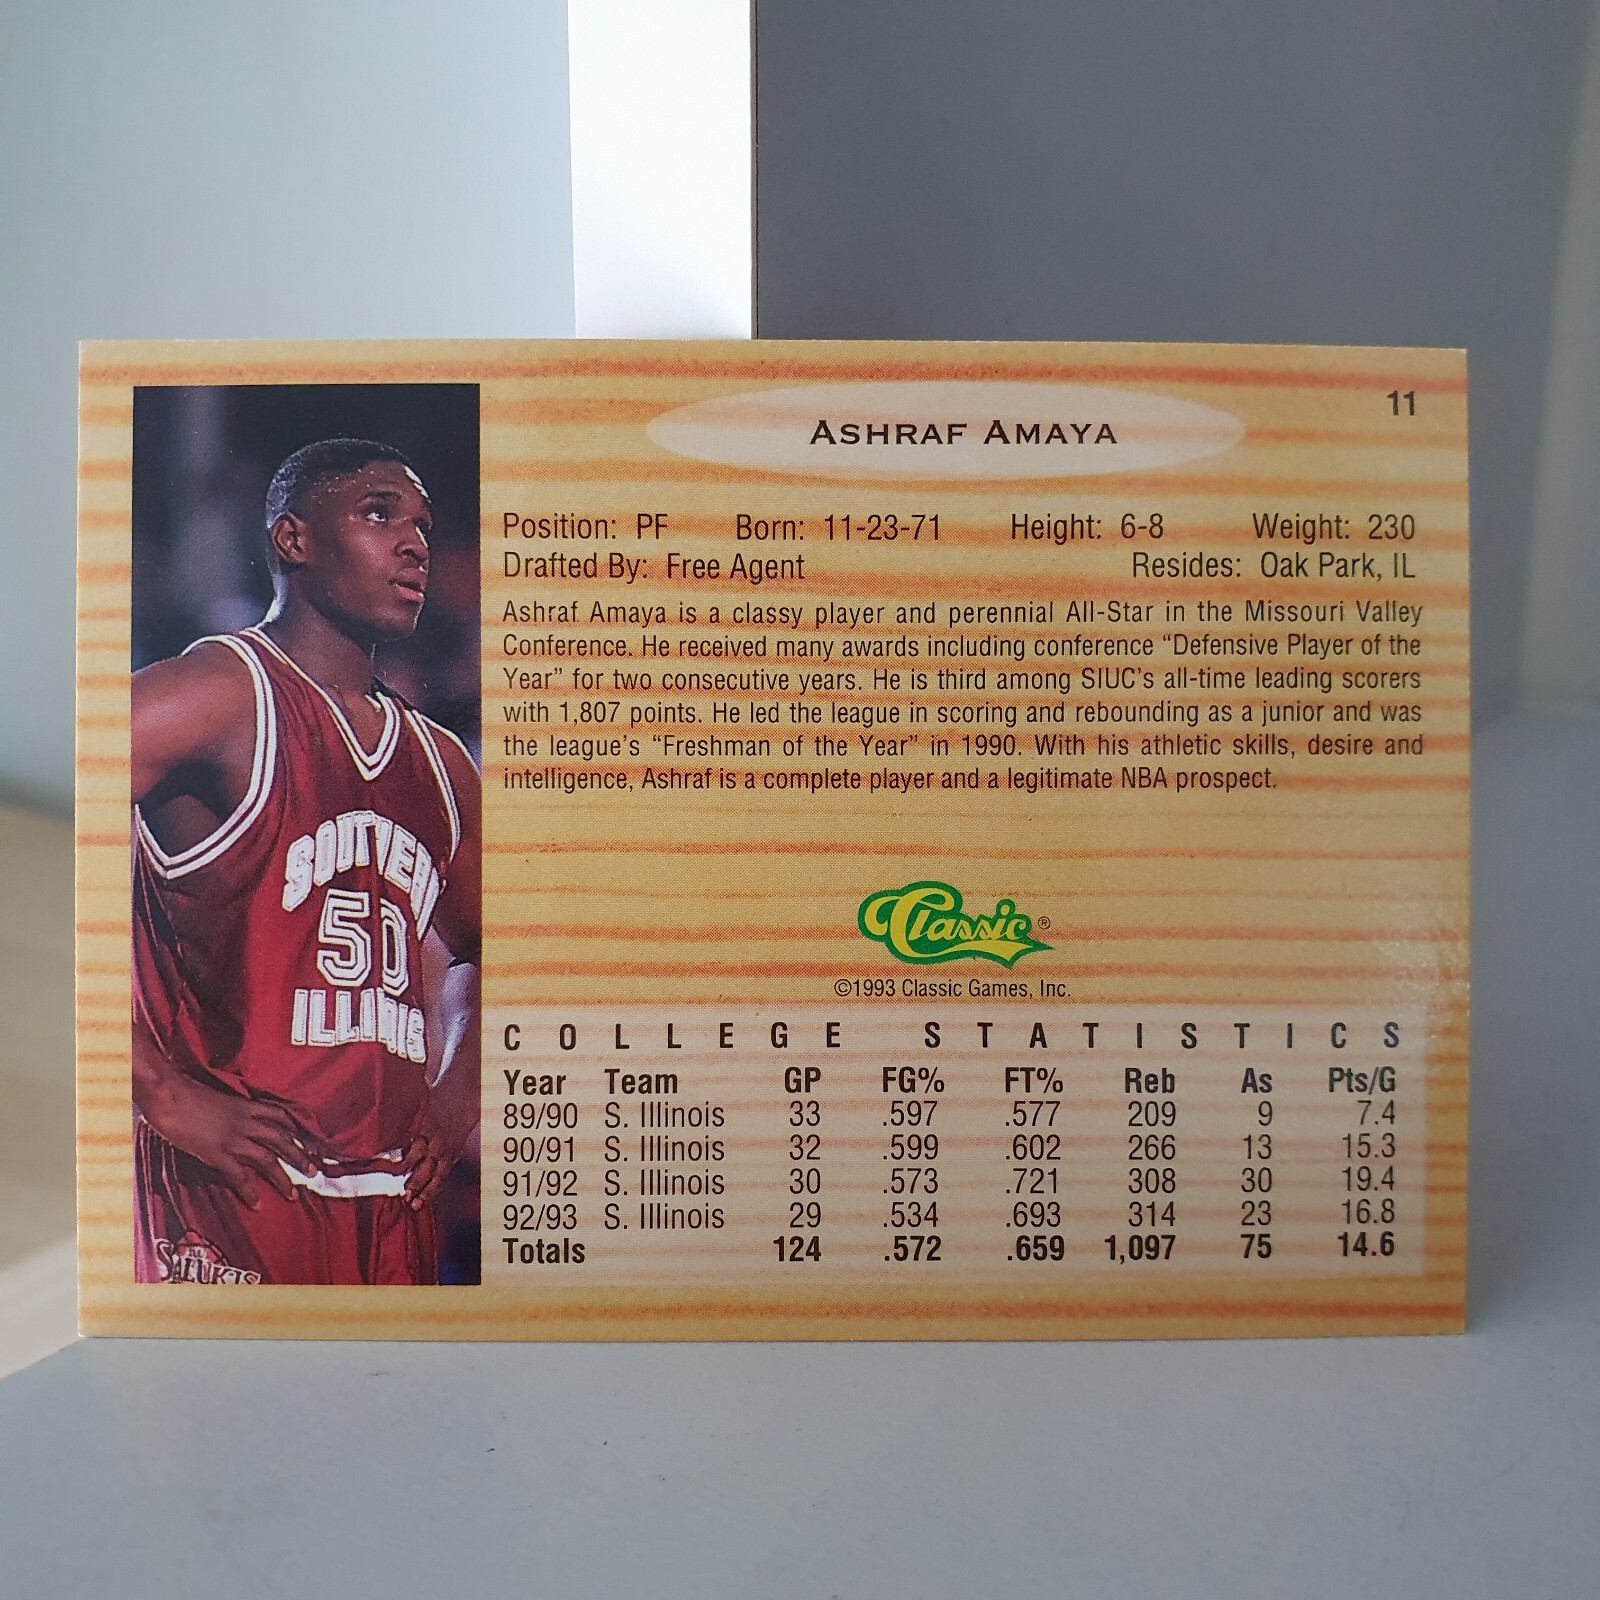 11
ASHRAF AMAYA
Position: PF Born: 11-23-71 Height: 6-8 Weight: 230
Drafted By: Free Agent Resides: Oak Park, IL
Ashraf Amaya is a classy player and perennial All-Star in the Missouri Valley
Conference. He received many awards including conference “Defensive Player of the
Year” for two consecutive years. He is third among SIUC's all-time leading scorers
with 1,807 points. He led the league in scoring and rebounding as a junior and was
the league's “Freshman of the Year” in 1990. With his athletic skills, desire and
intelligence, Ashraf is a complete player and a legitimate NBA prospect.
SOUTHERN
50
ILLINOIS
SALUKIS
Classic®
©1993 Classic Games, Inc.
COLLEGE STATISTICS
Year Team GP FG% FT% Reb As Pts/G
89/90 S. Illinois 33 .597 .577 209 9 7.4
90/91 S. Illinois 32 .599 .602 266 13 15.3
91/92 S. Illinois 30 .573 .721 308 30 19.4
92/93 S. Illinois 29 .534 .693 314 23 16.8
Totals 124 .572 .659 1,097 75 14.6